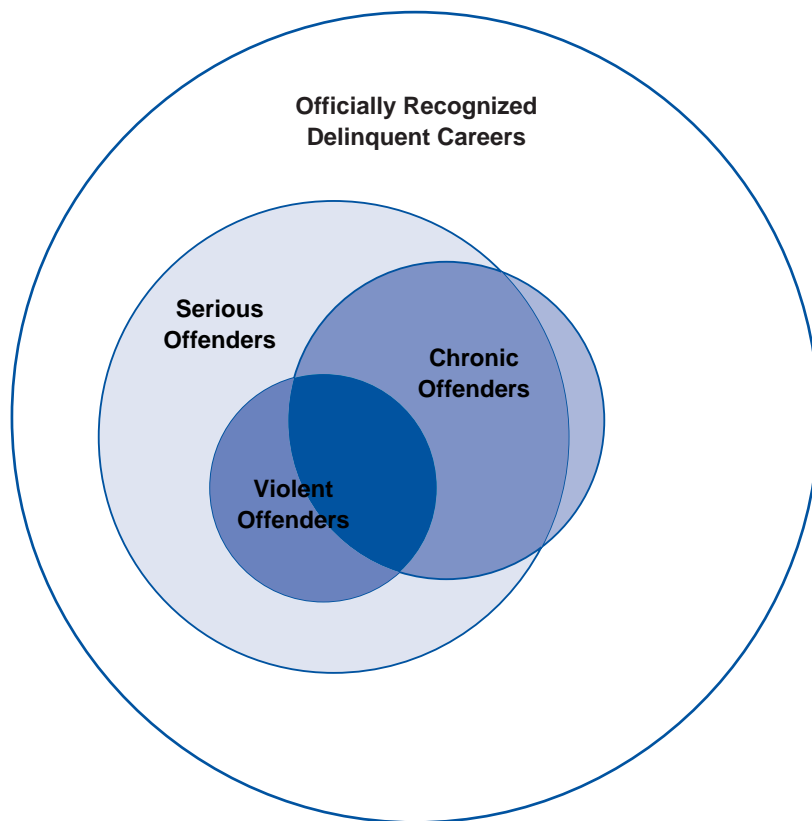 Officially Recognized
Delinquent Careers
Serious
Offenders
Chronic
Offenders
Violent
Offenders